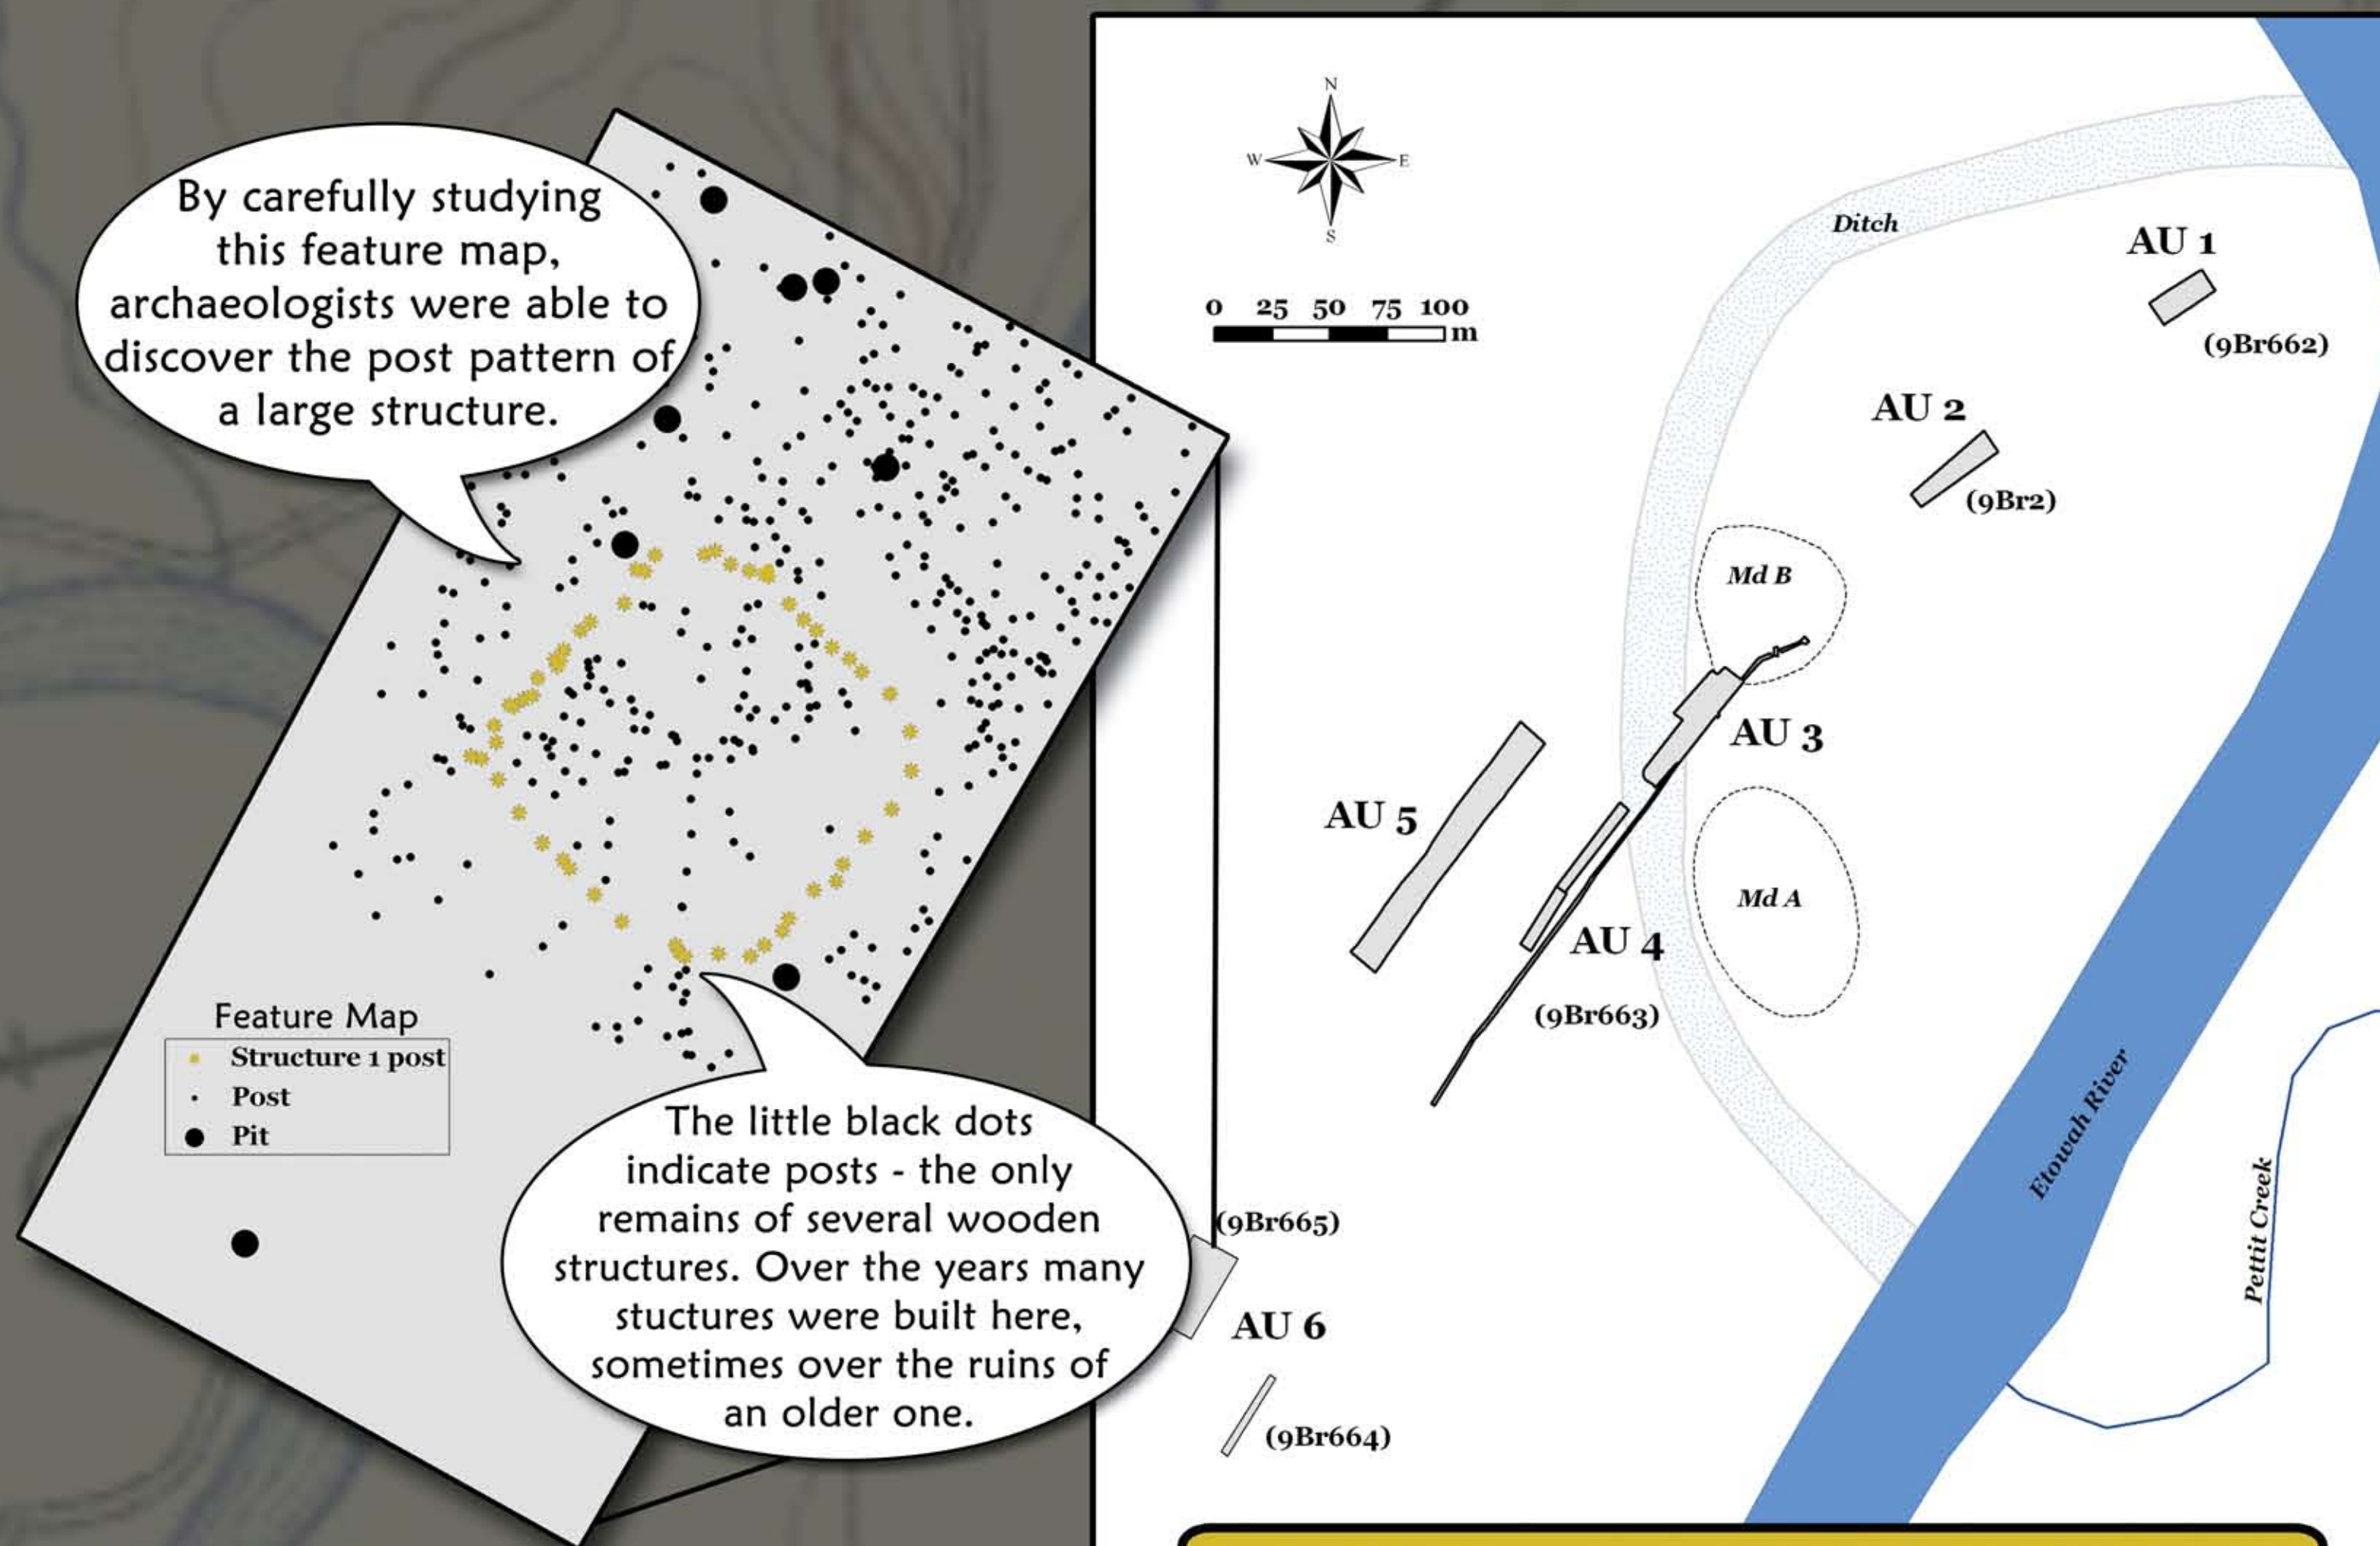 By carefully studying
this feature map,
archaeologists were able to
discover the post pattern of
a large structure.
Feature Map
Structure 1 post
Post
Pit
The little black dots
indicate posts - the only
remains of several wooden
structures. Over the years many
stuctures were built here,
sometimes over the ruins of
an older one.
N
W E
S
0 25 50 75 100
m
Ditch
AU 1
(9Br662)
AU 2
(9Br2)
Md B
AU 3
AU 5
Md A
AU 4
(9Br663)
Etowah River
Pettit Creek
(9Br665)
AU 6
(9Br664)